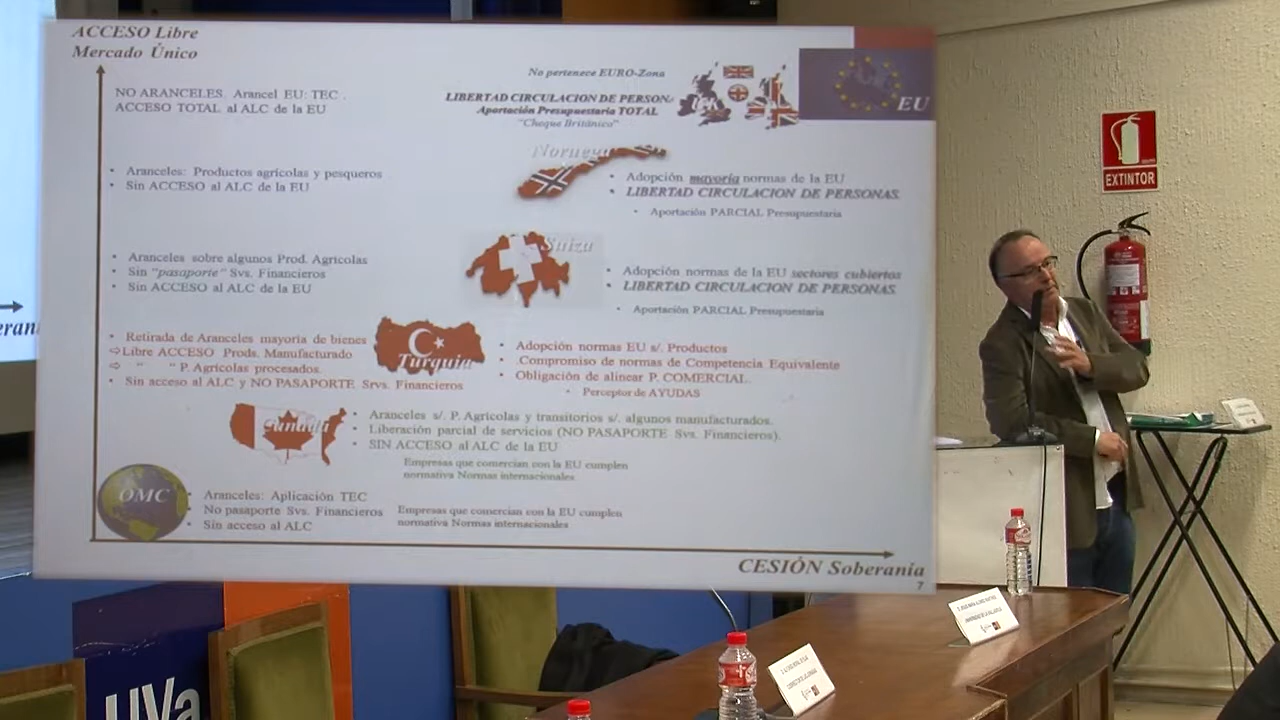 ACCESO Libre
Mercado Único
NO ARANCELES. Arancel EU: TEC .
ACCESO TOTAL al ALC de la EU
No pertenece EURO-Zona
LIBERTAD CIRCULACION DE PERSONA
Aportación Presupuestaria TOTAL
"Cheque Británico"
UK
EU
Noruega
• Aranceles: Productos agrícolas y pesqueros
• Sin ACCESO al ALC de la EU
• Adopción mayoría normas de la EU
• LIBERTAD CIRCULACION DE PERSONAS.
• Aportación PARCIAL Presupuestaria
Suiza
• Aranceles sobre algunos Prod. Agrícolas
• Sin "pasaporte" Svs. Financieros
• Sin ACCESO al ALC de la EU
• Adopción normas de la EU sectores cubiertos
• LIBERTAD CIRCULACION DE PERSONAS.
• Aportación PARCIAL Presupuestaria
• Retirada de Aranceles mayoría de bienes
⇨Libre ACCESO Prods. Manufacturado
⇨ " " P. Agrícolas procesados.
• Sin acceso al ALC y NO PASAPORTE Srvs. Financieros
Turquia
• Adopción normas EU s/. Productos
• Compromiso de normas de Competencia Equivalente
• Obligación de alinear P. COMERCIAL.
• Perceptor de AYUDAS
Canadá
• Aranceles s/. P. Agrícolas y transitorios s/. algunos manufacturados.
• Liberación parcial de servicios (NO PASAPORTE Svs. Financieros).
• SIN ACCESO al ALC de la EU
Empresas que comercian con la EU cumplen
normativa Normas internacionales
OMC
• Aranceles: Aplicación TEC
• No pasaporte Svs. Financieros
• Sin acceso al ALC
Empresas que comercian con la EU cumplen
normativa Normas internacionales
CESIÓN Soberanía
7
EXTINTOR
UVa